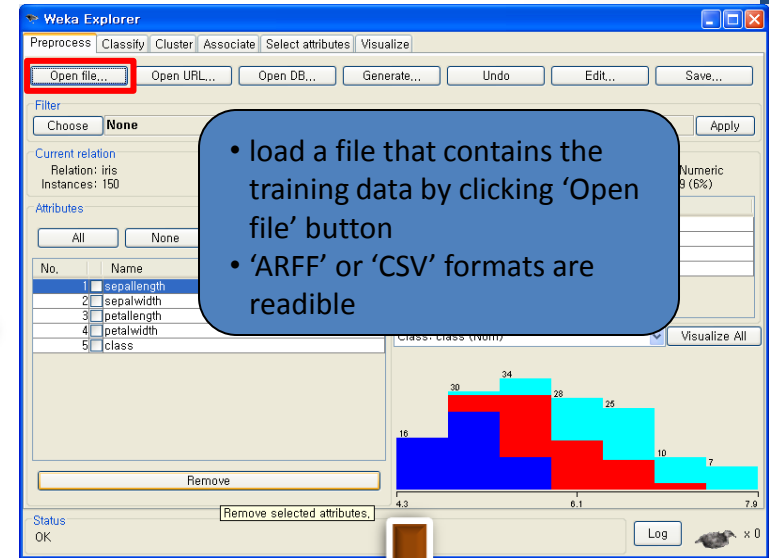 Weka Explorer
Preprocess Classify Cluster Associate Select attributes Visualize
Open file... Open URL... Open DB... Generate... Undo Edit... Save...
Filter
Choose None Apply
Current relation
Relation: iris
Instances: 150
Numeric
9 (6%)
Attributes
All None
No. Name
1 sepallength
2 sepalwidth
3 petallength
4 petalwidth
5 class
• load a file that contains the
training data by clicking ‘Open
file’ button
• ‘ARFF’ or ‘CSV’ formats are
readible
Class: class (Nom) Visualize All
16 30 34 28 25 10 7
4.3 6.1 7.9
Remove
Remove selected attributes.
Status
OK
Log x 0